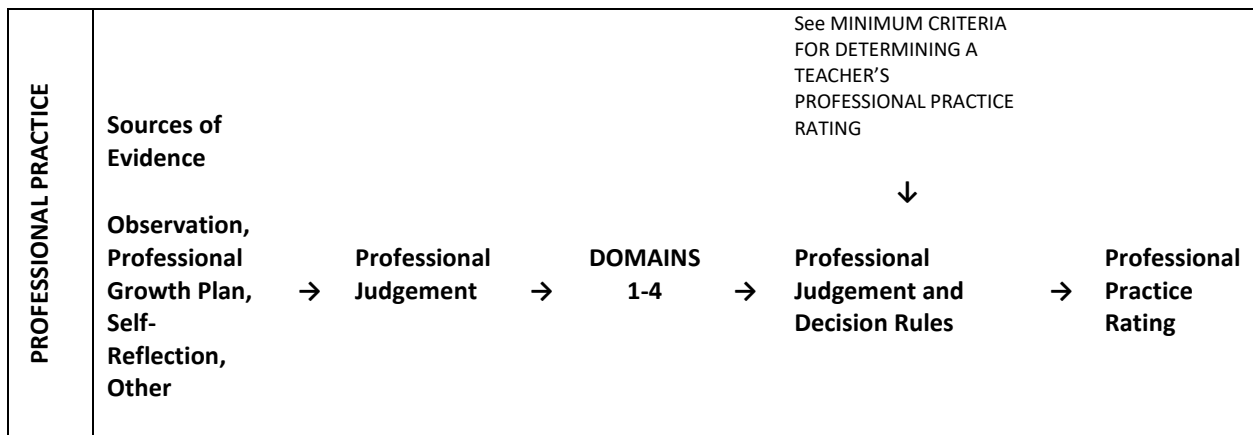 PROFESSIONAL PRACTICE
Sources of
Evidence
Observation,
Professional
Growth Plan,
Self-
Reflection,
Other
→
Professional
Judgement
→
DOMAINS
1-4
→
See MINIMUM CRITERIA
FOR DETERMINING A
TEACHER’S
PROFESSIONAL PRACTICE
RATING
↓
Professional
Judgement and
Decision Rules
→
Professional
Practice
Rating